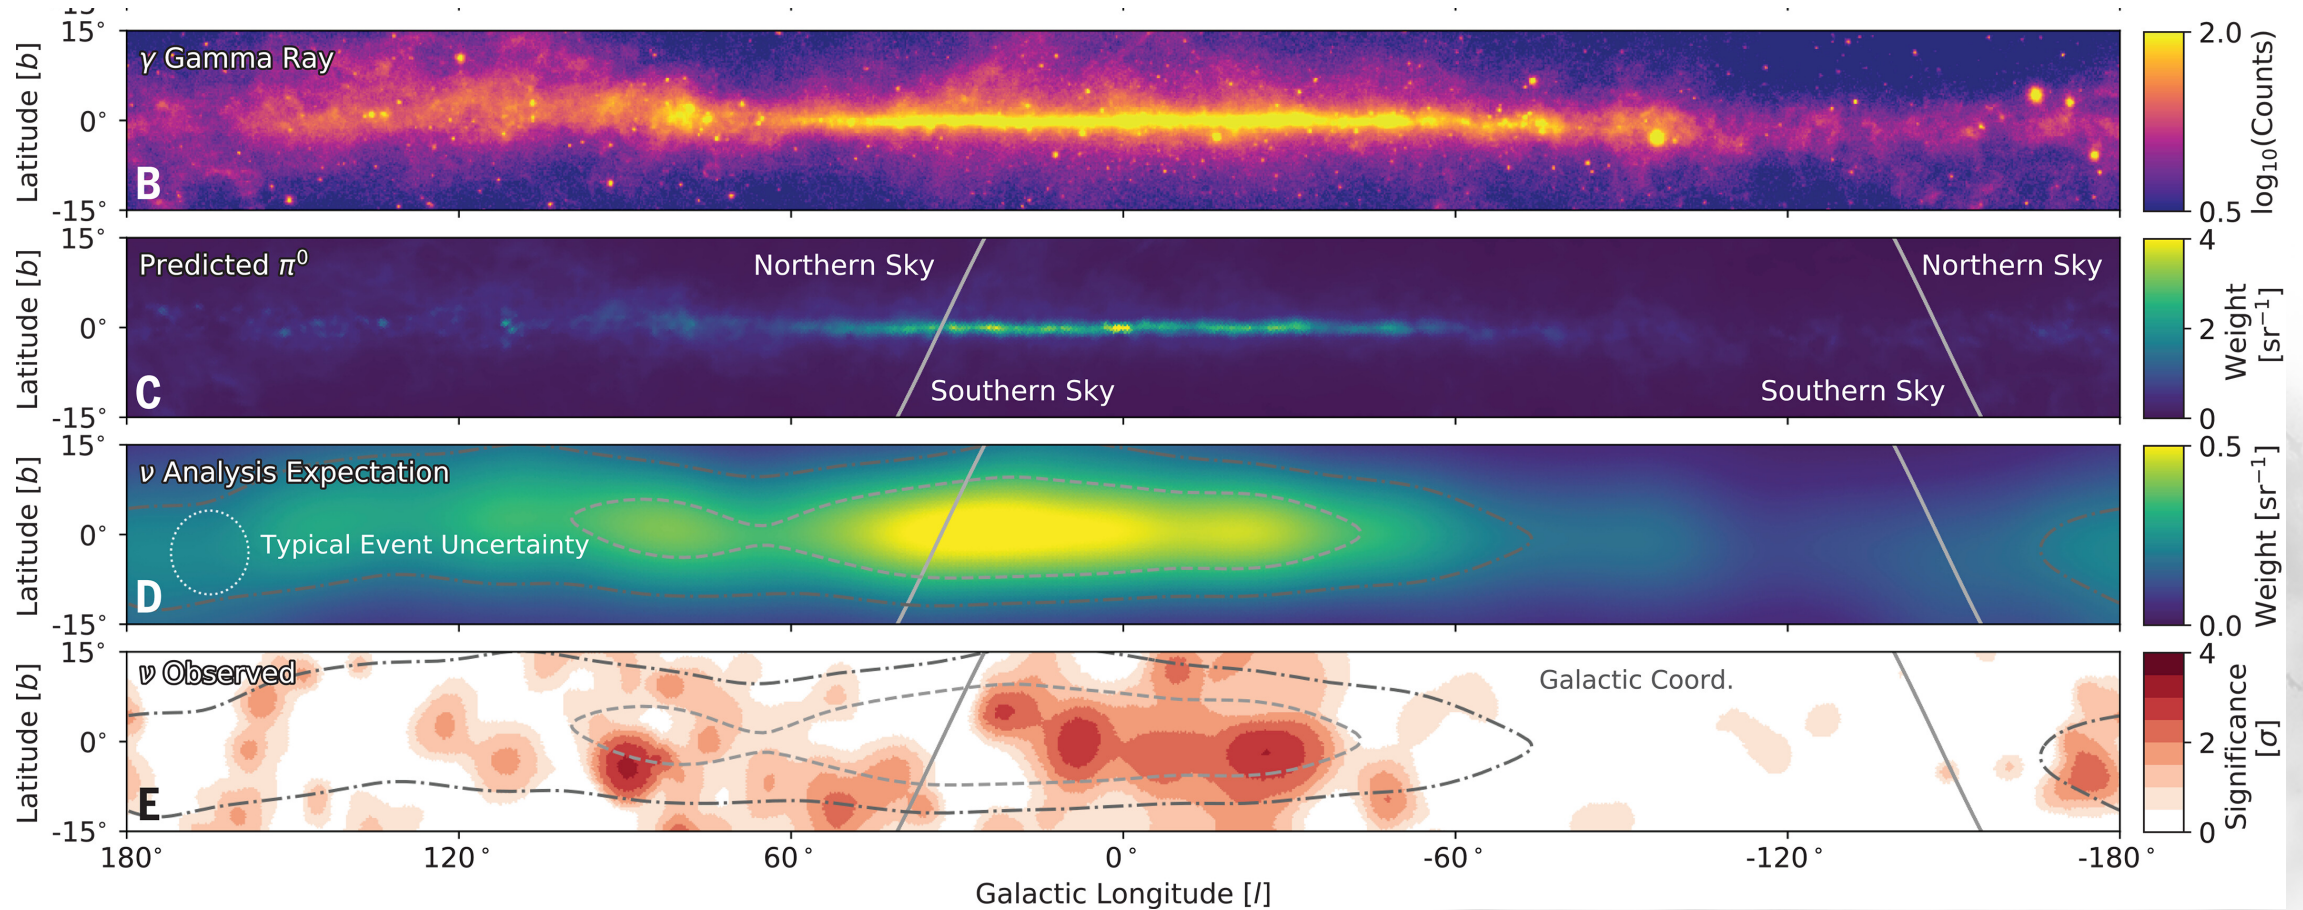 15°
γ Gamma Ray
2.0
Latitude [b]
0°
log₁₀(Counts)
B
-15°
0.5
15°
Predicted π⁰
Northern Sky
Northern Sky
4
Latitude [b]
0°
2
Weight
[sr⁻¹]
C
Southern Sky
Southern Sky
-15°
0
15°
ν Analysis Expectation
0.5
Latitude [b]
0°
Typical Event Uncertainty
Weight [sr⁻¹]
D
-15°
0.0
15°
ν Observed
Galactic Coord.
4
Latitude [b]
0°
2
Significance
[σ]
E
-15°
0
180° 120° 60° 0° -60° -120° -180°
Galactic Longitude [l]